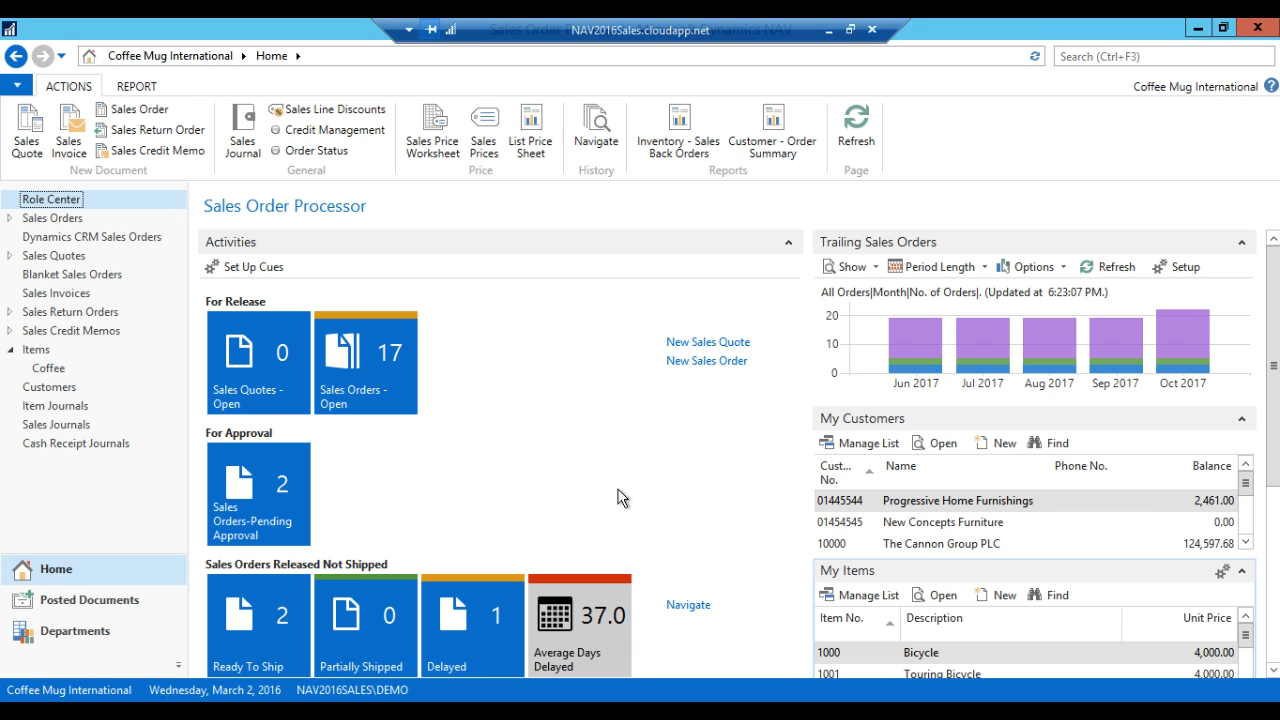 NAV2016Sales.cloudapp.net
Coffee Mug International
Home
Search (Ctrl+F3)
ACTIONS
REPORT
Coffee Mug International
Sales Quote
Sales Invoice
Sales Order
Sales Return Order
Sales Credit Memo
New Document
Sales Journal
Sales Line Discounts
Credit Management
Order Status
General
Sales Price Worksheet
Sales Prices
List Price Sheet
Price
Navigate
History
Inventory - Sales Back Orders
Customer - Order Summary
Reports
Refresh
Page
Role Center
Sales Orders
Dynamics CRM Sales Orders
Sales Quotes
Blanket Sales Orders
Sales Invoices
Sales Return Orders
Sales Credit Memos
Items
Coffee
Customers
Item Journals
Sales Journals
Cash Receipt Journals
Home
Posted Documents
Departments
Sales Order Processor
Activities
Set Up Cues
For Release
0
Sales Quotes - Open
17
Sales Orders - Open
New Sales Quote
New Sales Order
For Approval
2
Sales Orders-Pending Approval
Sales Orders Released Not Shipped
2
Ready To Ship
0
Partially Shipped
1
Delayed
37.0
Average Days Delayed
Navigate
Trailing Sales Orders
Show
Period Length
Options
Refresh
Setup
All Orders|Month|No. of Orders|. (Updated at 6:23:07 PM.)
20
10
0
Jun 2017 Jul 2017 Aug 2017 Sep 2017 Oct 2017
My Customers
Manage List Open New Find
Cust... No. Name Phone No. Balance
01445544 Progressive Home Furnishings 2,461.00
01454545 New Concepts Furniture 0.00
10000 The Cannon Group PLC 124,597.68
My Items
Manage List Open New Find
Item No. Description Unit Price
1000 Bicycle 4,000.00
1001 Touring Bicycle 4,000.00
Coffee Mug International Wednesday, March 2, 2016 NAV2016SALES\DEMO